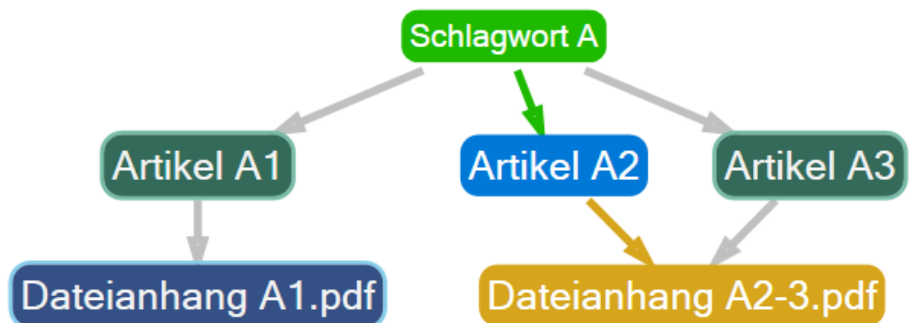 Schlagwort A
Artikel A1
Artikel A2
Artikel A3
Dateianhang A1.pdf
Dateianhang A2-3.pdf